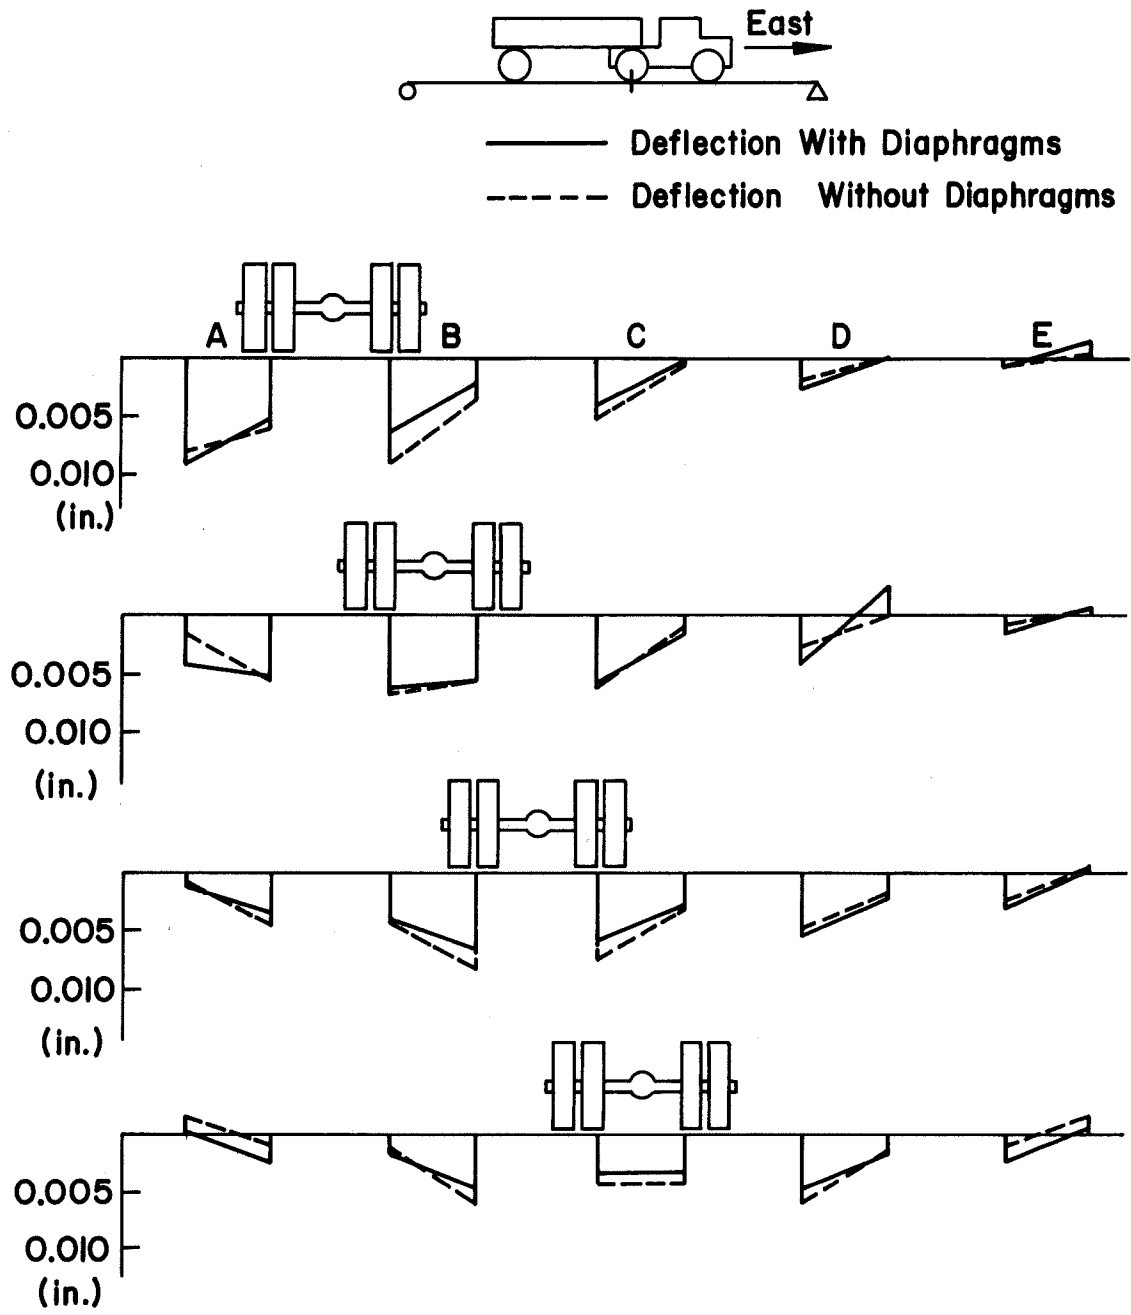 East
Deflection With Diaphragms
Deflection Without Diaphragms
A B C D E
0.005
0.010
(in.)
0.005
0.010
(in.)
0.005
0.010
(in.)
0.005
0.010
(in.)